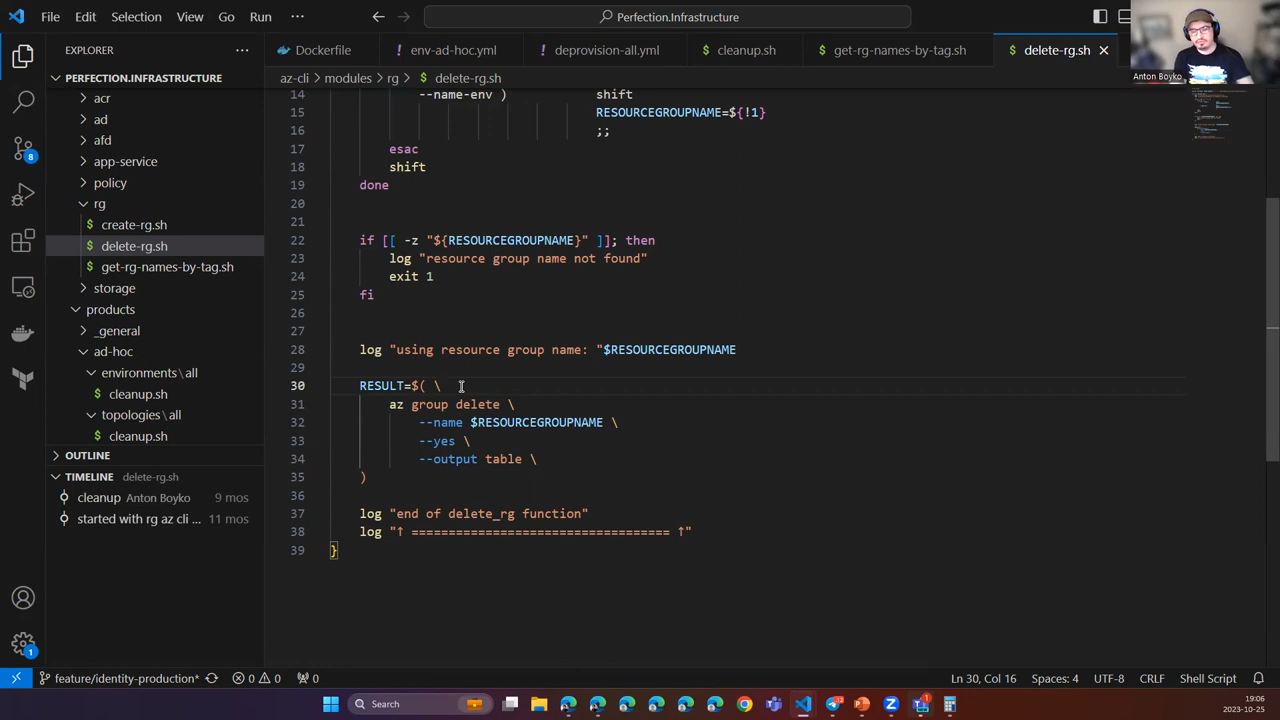 File Edit Selection View Go Run ··· Perfection.Infrastructure
EXPLORER ···
Dockerfile env-ad-hoc.yml deprovision-all.yml cleanup.sh get-rg-names-by-tag.sh delete-rg.sh
Anton Boyko
PERFECTION.INFRASTRUCTURE
az-cli > modules > rg > $ delete-rg.sh
acr
ad
afd
app-service
policy
rg
$ create-rg.sh
$ delete-rg.sh
$ get-rg-names-by-tag.sh
storage
products
_general
ad-hoc
environments\all
$ cleanup.sh
topologies\all
$ cleanup.sh
OUTLINE
TIMELINE delete-rg.sh
cleanup Anton Boyko 9 mos
started with rg az cli ... 11 mos
14 --name-env ) shift
15 RESOURCEGROUPNAME=${!1}
16 ;;
17 esac
18 shift
19 done
20
21
22 if [[ -z "${RESOURCEGROUPNAME}" ]]; then
23 log "resource group name not found"
24 exit 1
25 fi
26
27
28 log "using resource group name: "$RESOURCEGROUPNAME
29
30 RESULT=$( \
31 az group delete \
32 --name $RESOURCEGROUPNAME \
33 --yes \
34 --output table \
35 )
36
37 log "end of delete_rg function"
38 log "↑ =================================== ↑"
39 }
8
1
feature/identity-production* 0 0 0 Ln 30, Col 16 Spaces: 4 UTF-8 CRLF Shell Script
Search
1
19:06
2023-10-25